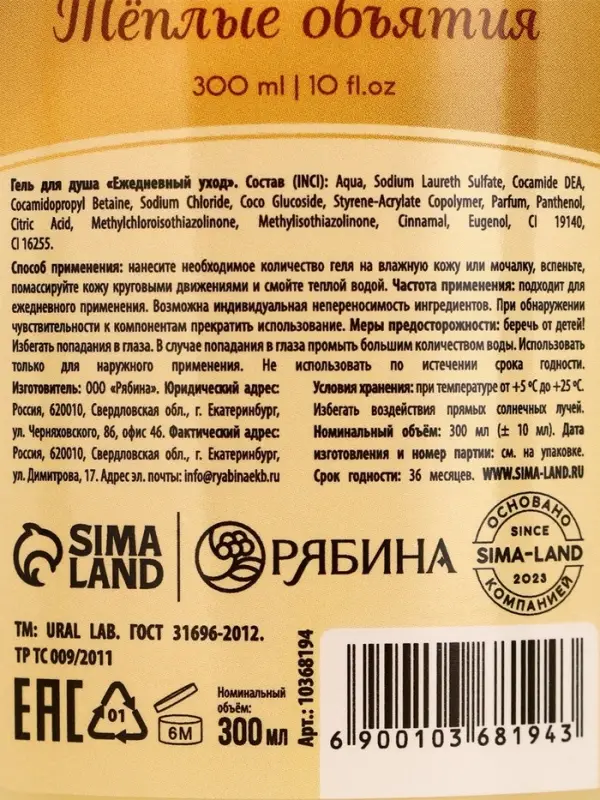 Тёплые объятия
300 ml | 10 fl.oz
Гель для душа «Ежедневный уход». Состав (INCI): Aqua, Sodium Laureth Sulfate, Cocamide DEA,
Cocamidopropyl Betaine, Sodium Chloride, Coco Glucoside, Styrene-Acrylate Copolymer, Parfum, Panthenol,
Citric Acid, Methylchloroisothiazolinone, Methylisothiazolinone, Cinnamal, Eugenol, CI 19140,
CI 16255.
Способ применения: нанесите необходимое количество геля на влажную кожу или мочалку, вспеньте,
помассируйте кожу круговыми движениями и смойте теплой водой. Частота применения: подходит для
ежедневного применения. Возможна индивидуальная непереносимость ингредиентов. При обнаружении
чувствительности к компонентам прекратить использование. Меры предосторожности: беречь от детей!
Избегать попадания в глаза. В случае попадания в глаза промыть большим количеством воды. Использовать
только для наружного применения. Не использовать по истечении срока годности.
Изготовитель: ООО «Рябина». Юридический адрес:
Россия, 620010, Свердловская обл., г. Екатеринбург,
ул. Черняховского, 86, офис 46. Фактический адрес:
Россия, 620010, Свердловская обл., г. Екатеринбург,
ул. Димитрова, 17. Адрес эл. почты: info@ryabinaekb.ru
Условия хранения: при температуре от +5 ºС до +25 ºС.
Избегать воздействия прямых солнечных лучей.
Номинальный объём: 300 мл (± 10 мл). Дата
изготовления и номер партии: см. на упаковке.
Срок годности: 36 месяцев. WWW.SIMA-LAND.RU
SIMA
LAND
РЯБИНА
ОСНОВАНО
SINCE
SIMA-LAND
2023
КОМПАНИЕЙ
TM: URAL LAB. ГОСТ 31696-2012.
ТР ТС 009/2011
EAC
01
6M
Номинальный
объём:
300 мл
Арт.: 10368194
6 900103 681943